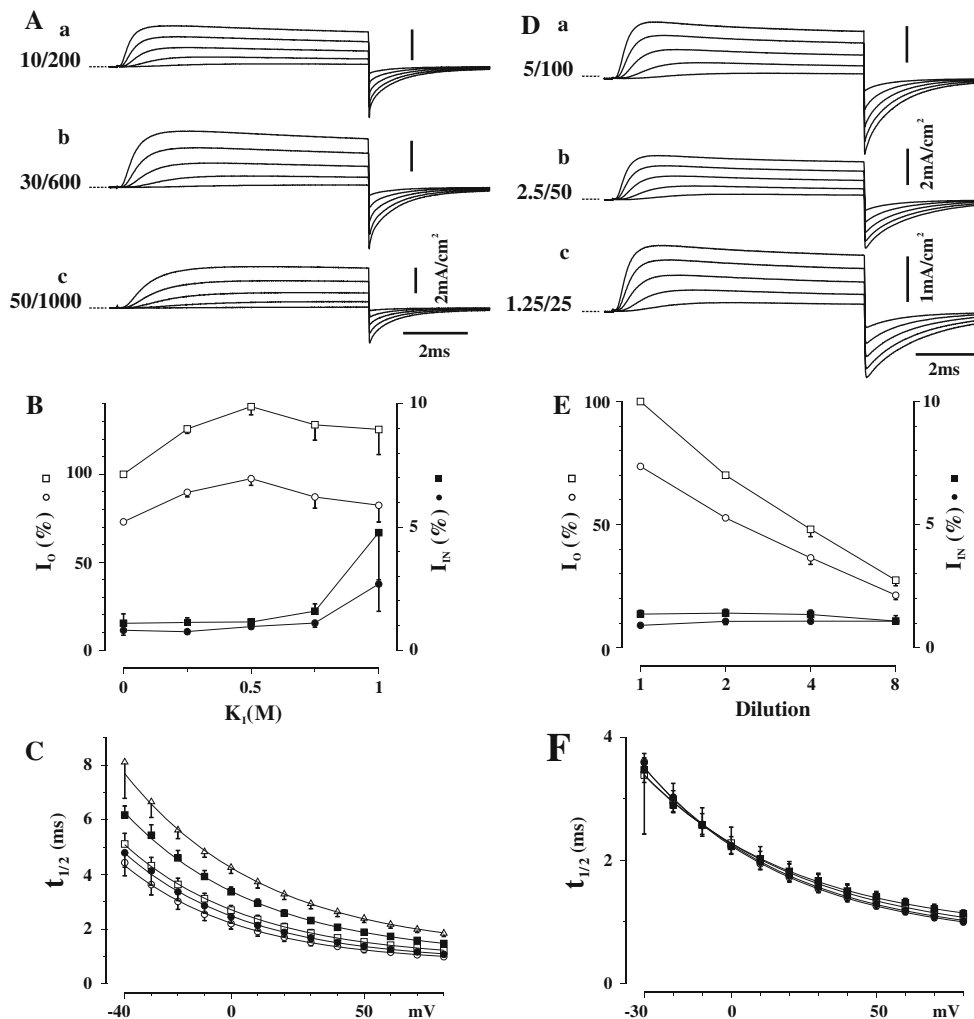 A
a
10/200
b
30/600
c
50/1000
2mA/cm²
2ms
D
a
5/100
b
2.5/50
2mA/cm²
c
1.25/25
1mA/cm²
2ms
B
I_O (%)
100
50
0
10
5
0
I_IN (%)
0
0.5
1
K_I(M)
E
I_O (%)
100
50
0
10
5
0
I_IN (%)
1
2
4
8
Dilution
C
t_1/2 (ms)
8
6
4
2
0
-40
0
50
mV
F
t_1/2 (ms)
4
2
0
-30
0
50
mV